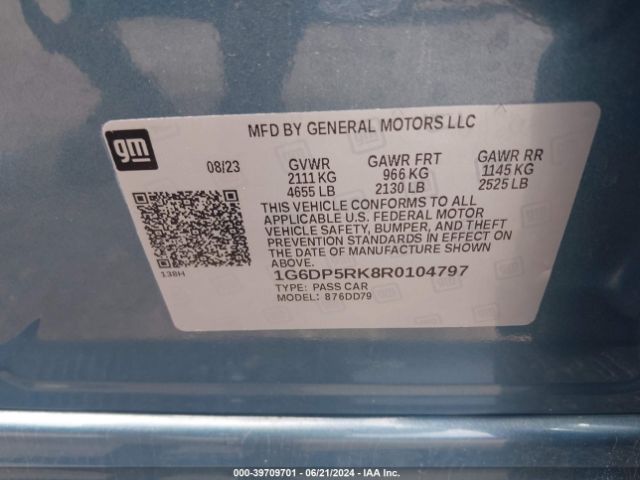 gm
MFD BY GENERAL MOTORS LLC
08/23 GVWR GAWR FRT GAWR RR
2111 KG 966 KG 1145 KG
4655 LB 2130 LB 2525 LB
THIS VEHICLE CONFORMS TO ALL
APPLICABLE U.S. FEDERAL MOTOR
VEHICLE SAFETY, BUMPER, AND THEFT
PREVENTION STANDARDS IN EFFECT ON
THE DATE OF MANUFACTURE SHOWN
ABOVE.
138H
1G6DP5RK8R0104797
TYPE: PASS CAR
MODEL: 876DD79
000-39709701 - 06/21/2024 - IAA Inc.